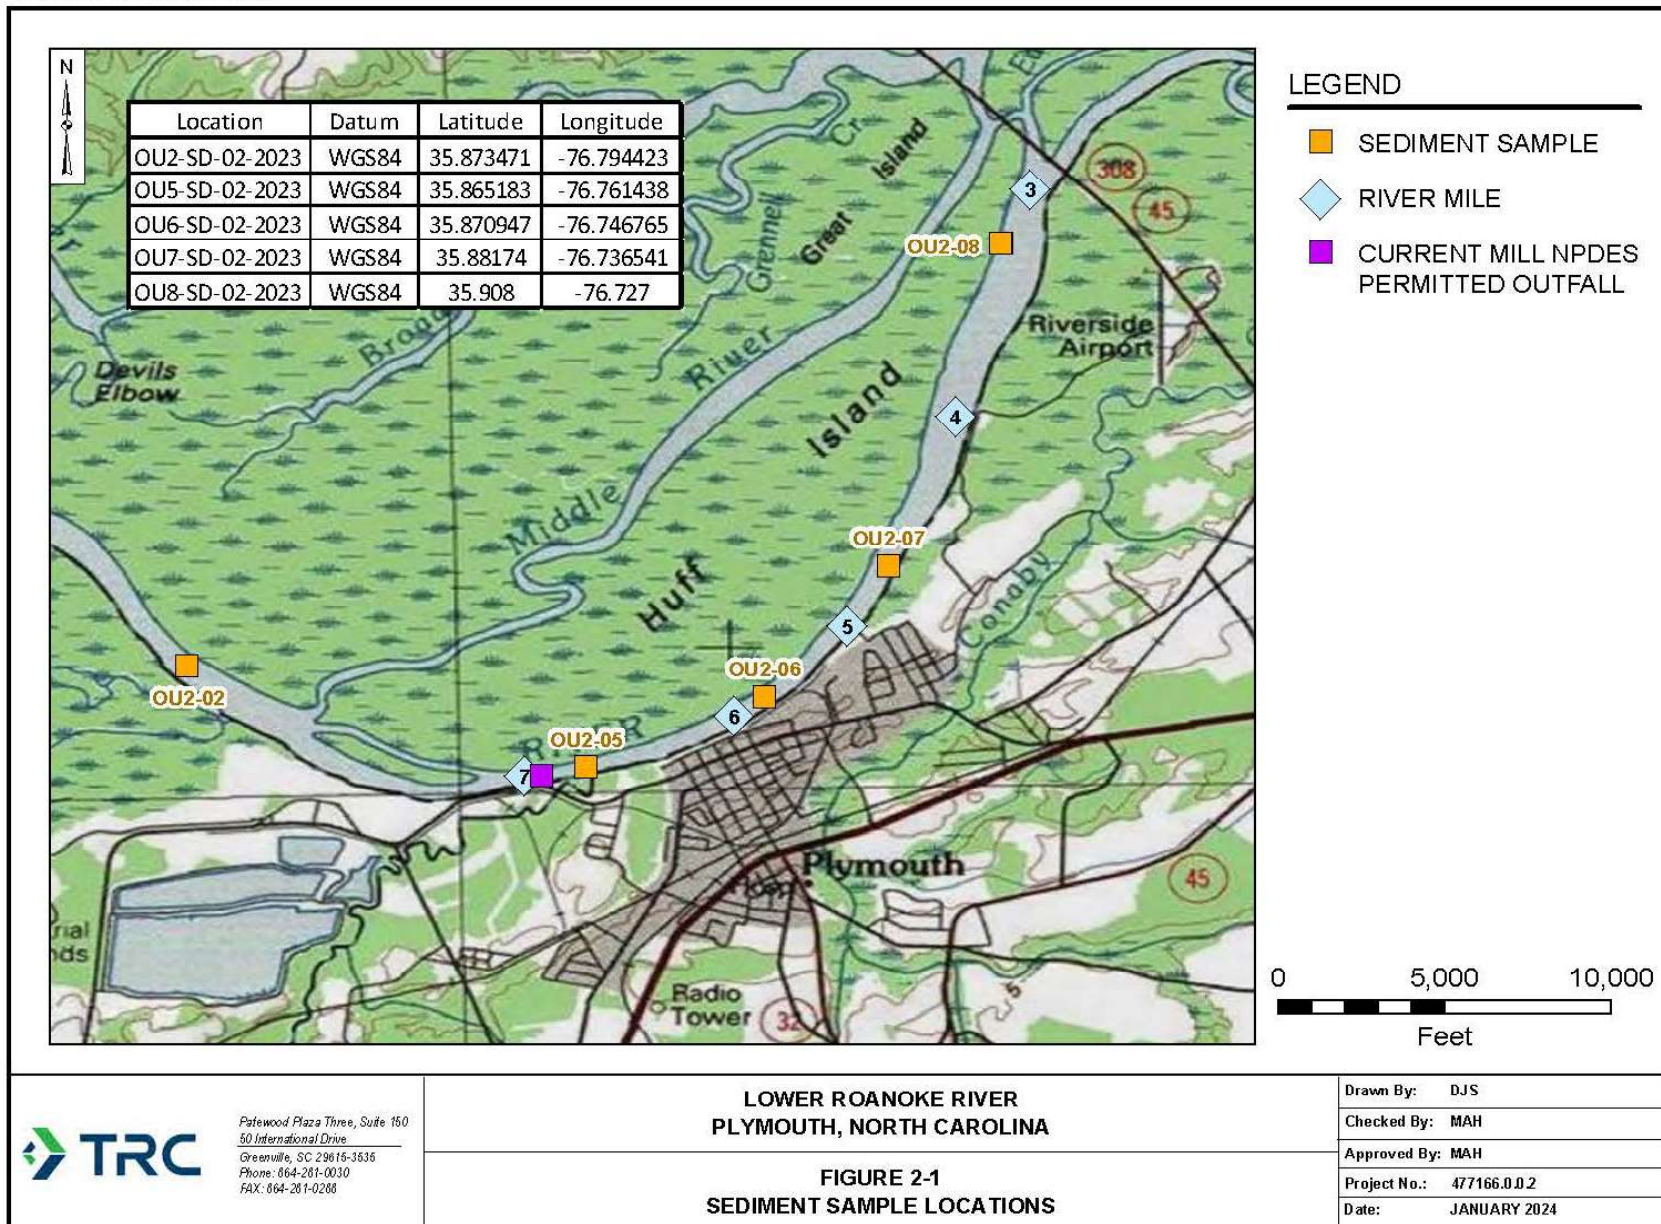 N
Location Datum Latitude Longitude
OU2-SD-02-2023 WGS84 35.873471 -76.794423
OU5-SD-02-2023 WGS84 35.865183 -76.761438
OU6-SD-02-2023 WGS84 35.870947 -76.746765
OU7-SD-02-2023 WGS84 35.88174 -76.736541
OU8-SD-02-2023 WGS84 35.908 -76.727
LEGEND
SEDIMENT SAMPLE
RIVER MILE
CURRENT MILL NPDES
PERMITTED OUTFALL
Cr
Island
Great
Grennell
3
308
45
OU2-08
Riverside
Airport
Broad
River
Devils
Elbow
Island
4
Middle
OU2-07
Huff
Conaby
5
OU2-06
OU2-02
6
OU2-05
7
Plymouth
45
Radio
Tower
32
5
0 5,000 10,000
Feet
TRC
Patewood Plaza Three, Suite 150
50 International Drive
Greenville, SC 29615-3535
Phone: 864-281-0030
FAX: 864-281-0288
LOWER ROANOKE RIVER
PLYMOUTH, NORTH CAROLINA
FIGURE 2-1
SEDIMENT SAMPLE LOCATIONS
Drawn By: DJS
Checked By: MAH
Approved By: MAH
Project No.: 477166.0.0.2
Date: JANUARY 2024